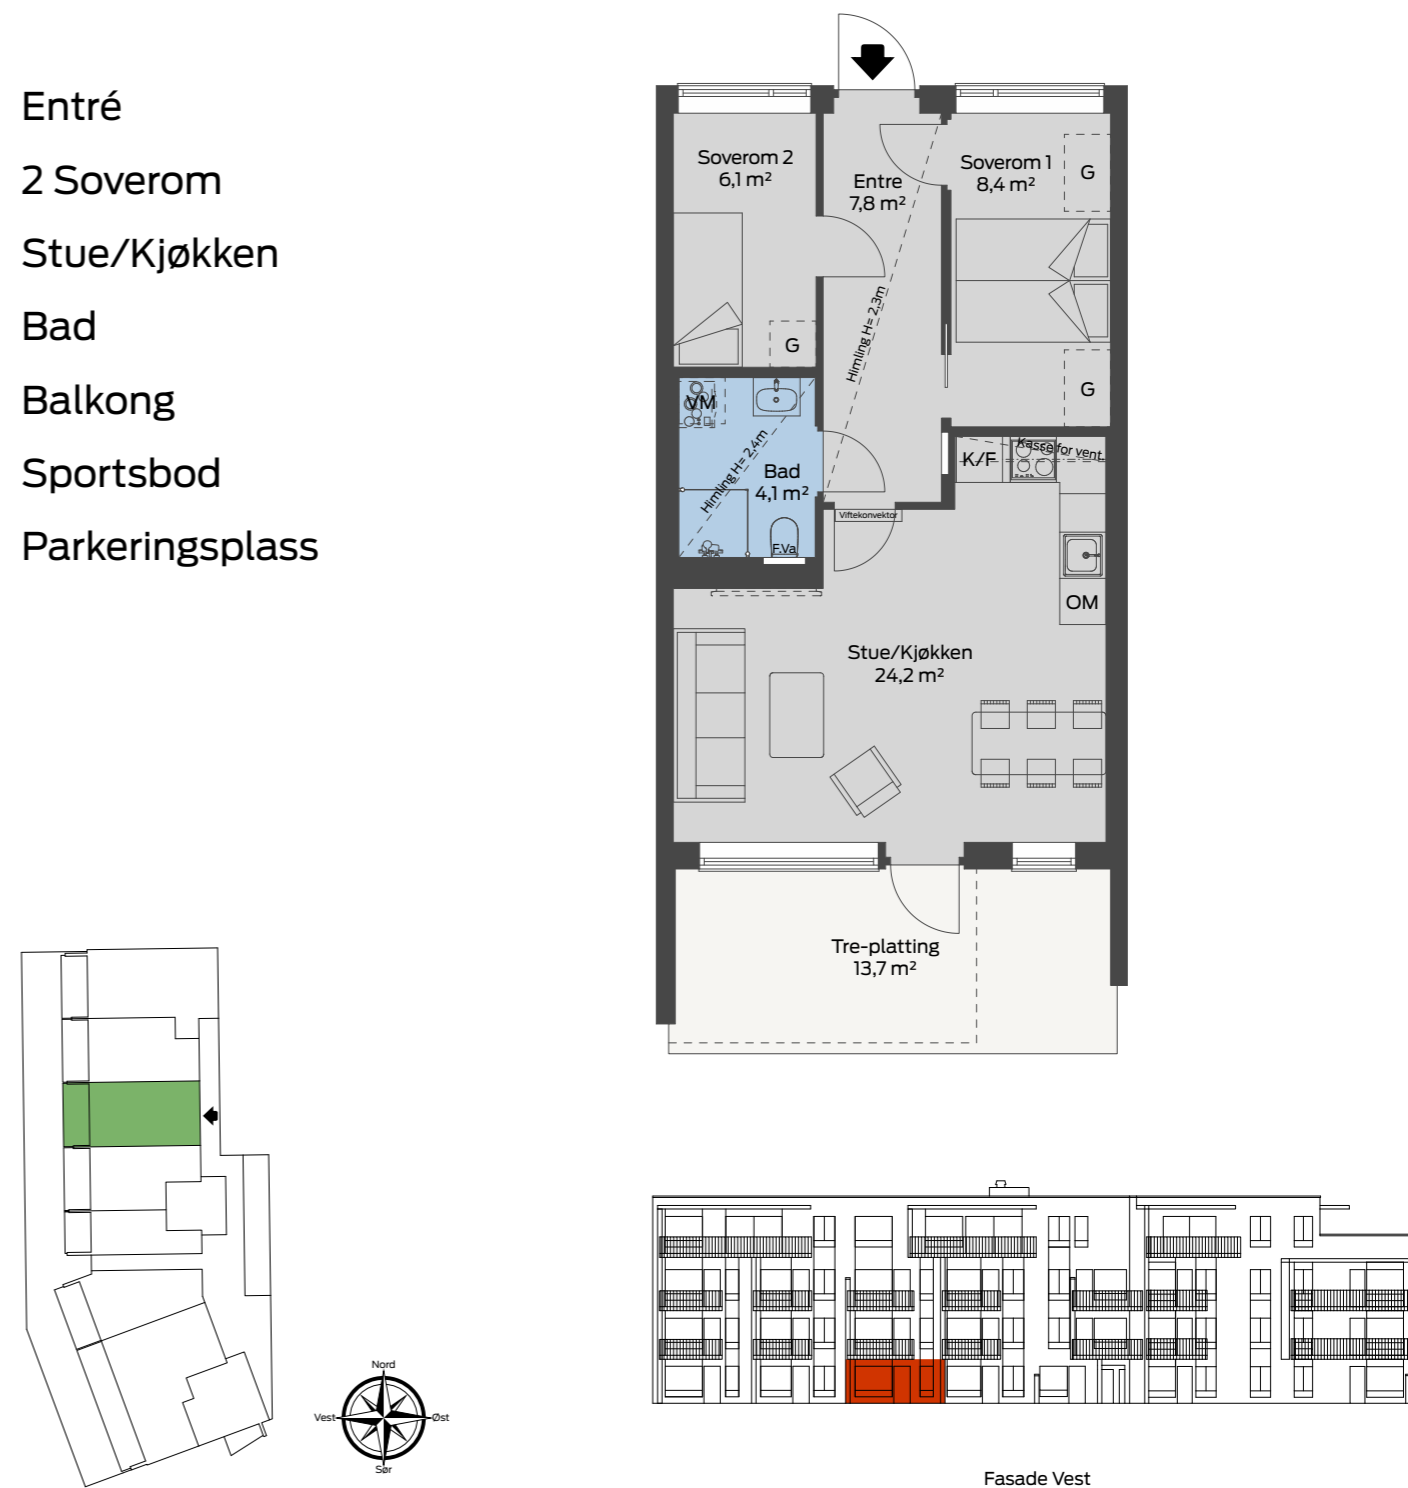 Entré
2 Soverom
Stue/Kjøkken
Bad
Balkong
Sportsbod
Parkeringsplass
Soverom 2
6,1 m²
Entre
7,8 m²
Soverom 1
8,4 m²
G
Himling H= 2,3m
G
G
VM
Himling H= 2,4m
Bad
4,1 m²
F.Va
K/F
Kasse for vent.
Viftekonvektor
OM
Stue/Kjøkken
24,2 m²
Tre-platting
13,7 m²
Nord
Vest
Øst
Sør
Fasade Vest